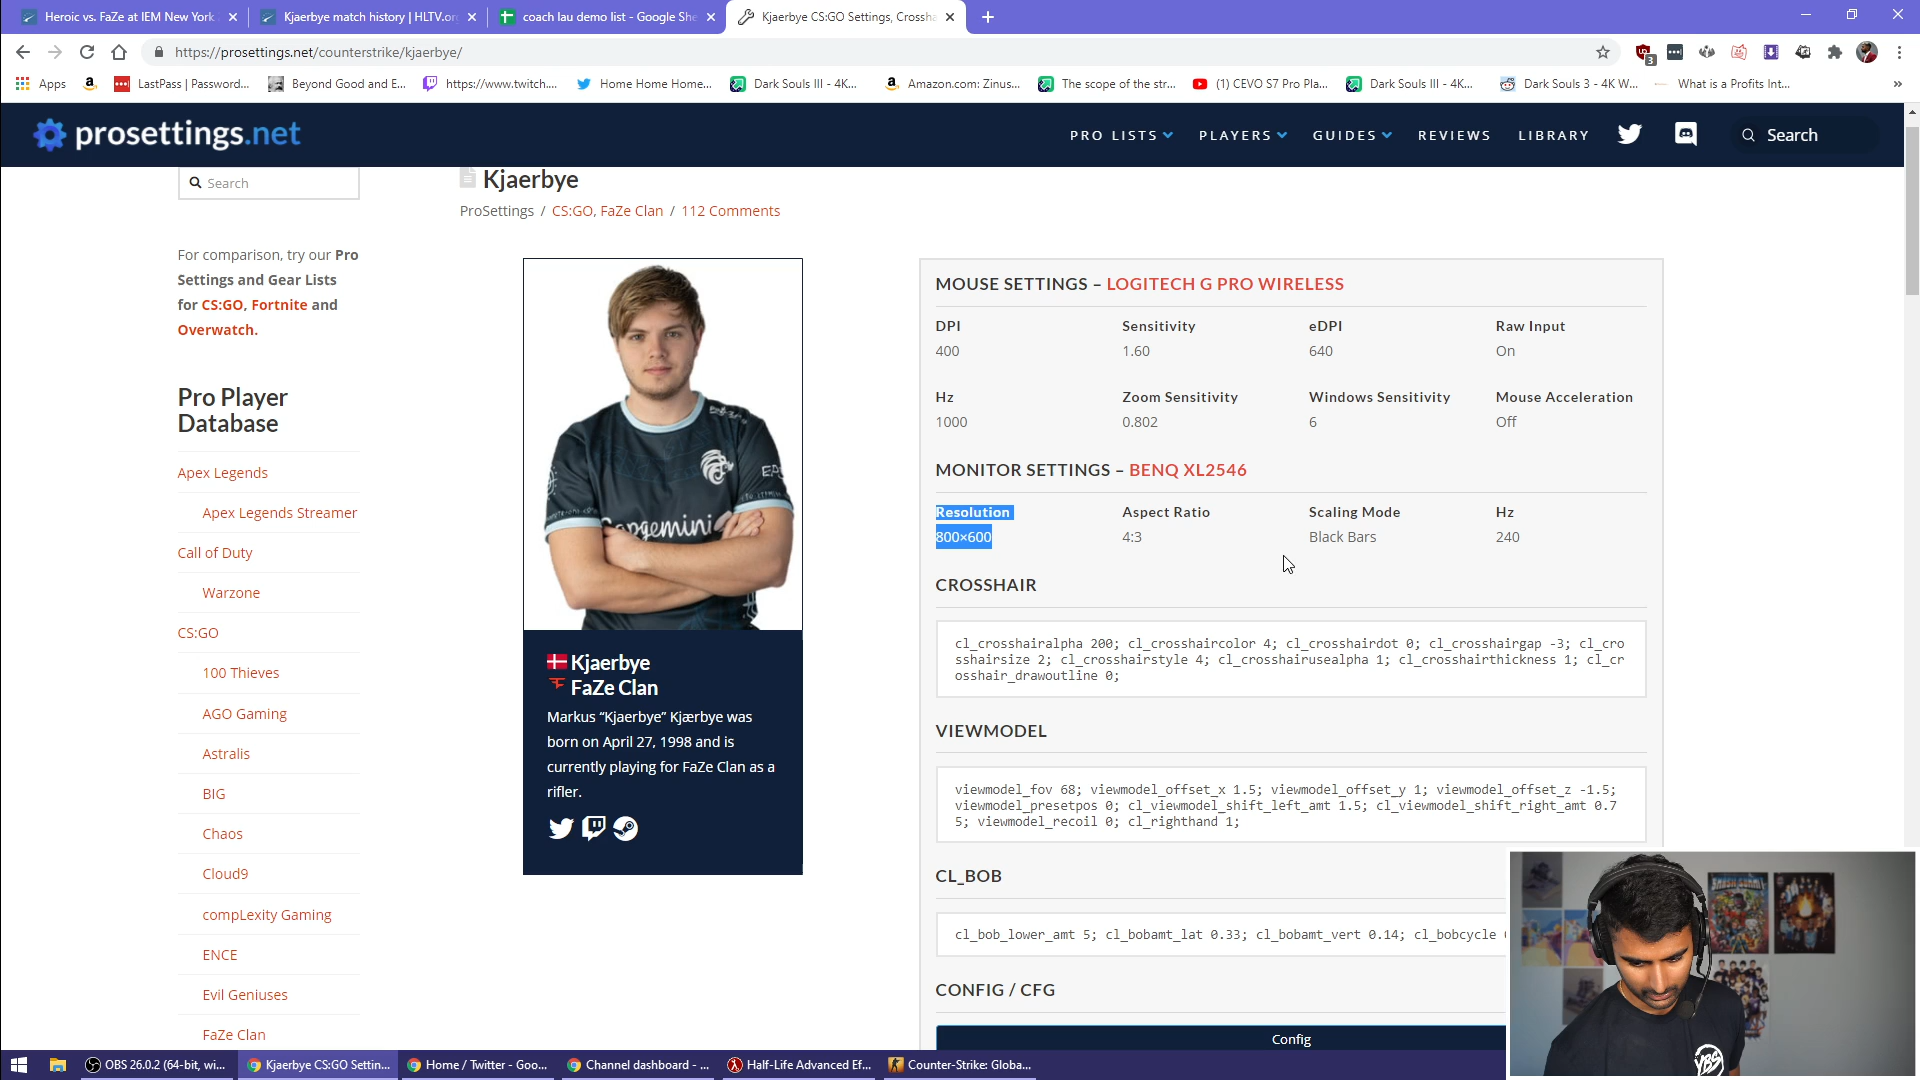 Heroic vs. FaZe at IEM New York
Kjaerbye match history | HLTV.or
coach lau demo list - Google She
Kjaerbye CS:GO Settings, Crossha
https://prosettings.net/counterstrike/kjaerbye/
3
Apps
LastPass | Password...
Beyond Good and E...
https://www.twitch....
Home Home Home...
Dark Souls III - 4K...
Amazon.com: Zinus...
The scope of the str...
(1) CEVO S7 Pro Pla...
Dark Souls III - 4K...
Dark Souls 3 - 4K W...
What is a Profits Int...
prosettings.net
PRO LISTS
PLAYERS
GUIDES
REVIEWS
LIBRARY
Search
Search
Kjaerbye
ProSettings / CS:GO, FaZe Clan / 112 Comments
For comparison, try our Pro
Settings and Gear Lists
for CS:GO, Fortnite and
Overwatch.
Pro Player
Database
Apex Legends
Apex Legends Streamer
Call of Duty
Warzone
CS:GO
100 Thieves
AGO Gaming
Astralis
BIG
Chaos
Cloud9
compLexity Gaming
ENCE
Evil Geniuses
FaZe Clan
Capgemini
Kjaerbye
FaZe Clan
Markus “Kjaerbye” Kjærbye was
born on April 27, 1998 and is
currently playing for FaZe Clan as a
rifler.
MOUSE SETTINGS – LOGITECH G PRO WIRELESS
DPI Sensitivity eDPI Raw Input
400 1.60 640 On
Hz Zoom Sensitivity Windows Sensitivity Mouse Acceleration
1000 0.802 6 Off
MONITOR SETTINGS – BENQ XL2546
Resolution Aspect Ratio Scaling Mode Hz
800×600 4:3 Black Bars 240
CROSSHAIR
cl_crosshairalpha 200; cl_crosshaircolor 4; cl_crosshairdot 0; cl_crosshairgap -3; cl_cro
sshairsize 2; cl_crosshairstyle 4; cl_crosshairusealpha 1; cl_crosshairthickness 1; cl_cr
osshair_drawoutline 0;
VIEWMODEL
viewmodel_fov 68; viewmodel_offset_x 1.5; viewmodel_offset_y 1; viewmodel_offset_z -1.5;
viewmodel_presetpos 0; cl_viewmodel_shift_left_amt 1.5; cl_viewmodel_shift_right_amt 0.7
5; viewmodel_recoil 0; cl_righthand 1;
CL_BOB
cl_bob_lower_amt 5; cl_bobamt_lat 0.33; cl_bobamt_vert 0.14; cl_bobcycle
CONFIG / CFG
Config
OBS 26.0.2 (64-bit, wi...
Kjaerbye CS:GO Settin...
Home / Twitter - Goo...
Channel dashboard - ...
Half-Life Advanced Ef...
Counter-Strike: Globa...